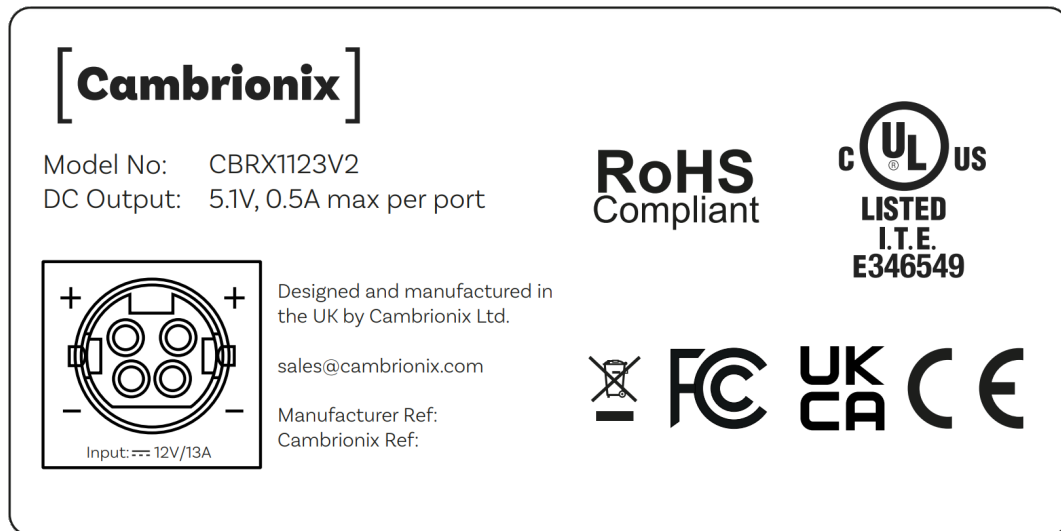 [Cambrionix]
Model No: CBRX1123V2
DC Output: 5.1V, 0.5A max per port
+ +
- -
Input: ⎓ 12V/13A
Designed and manufactured in
the UK by Cambrionix Ltd.
sales@cambrionix.com
Manufacturer Ref:
Cambrionix Ref:
RoHS
Compliant
C UL ® US
LISTED
I.T.E.
E346549
FC
UK
CA
CE